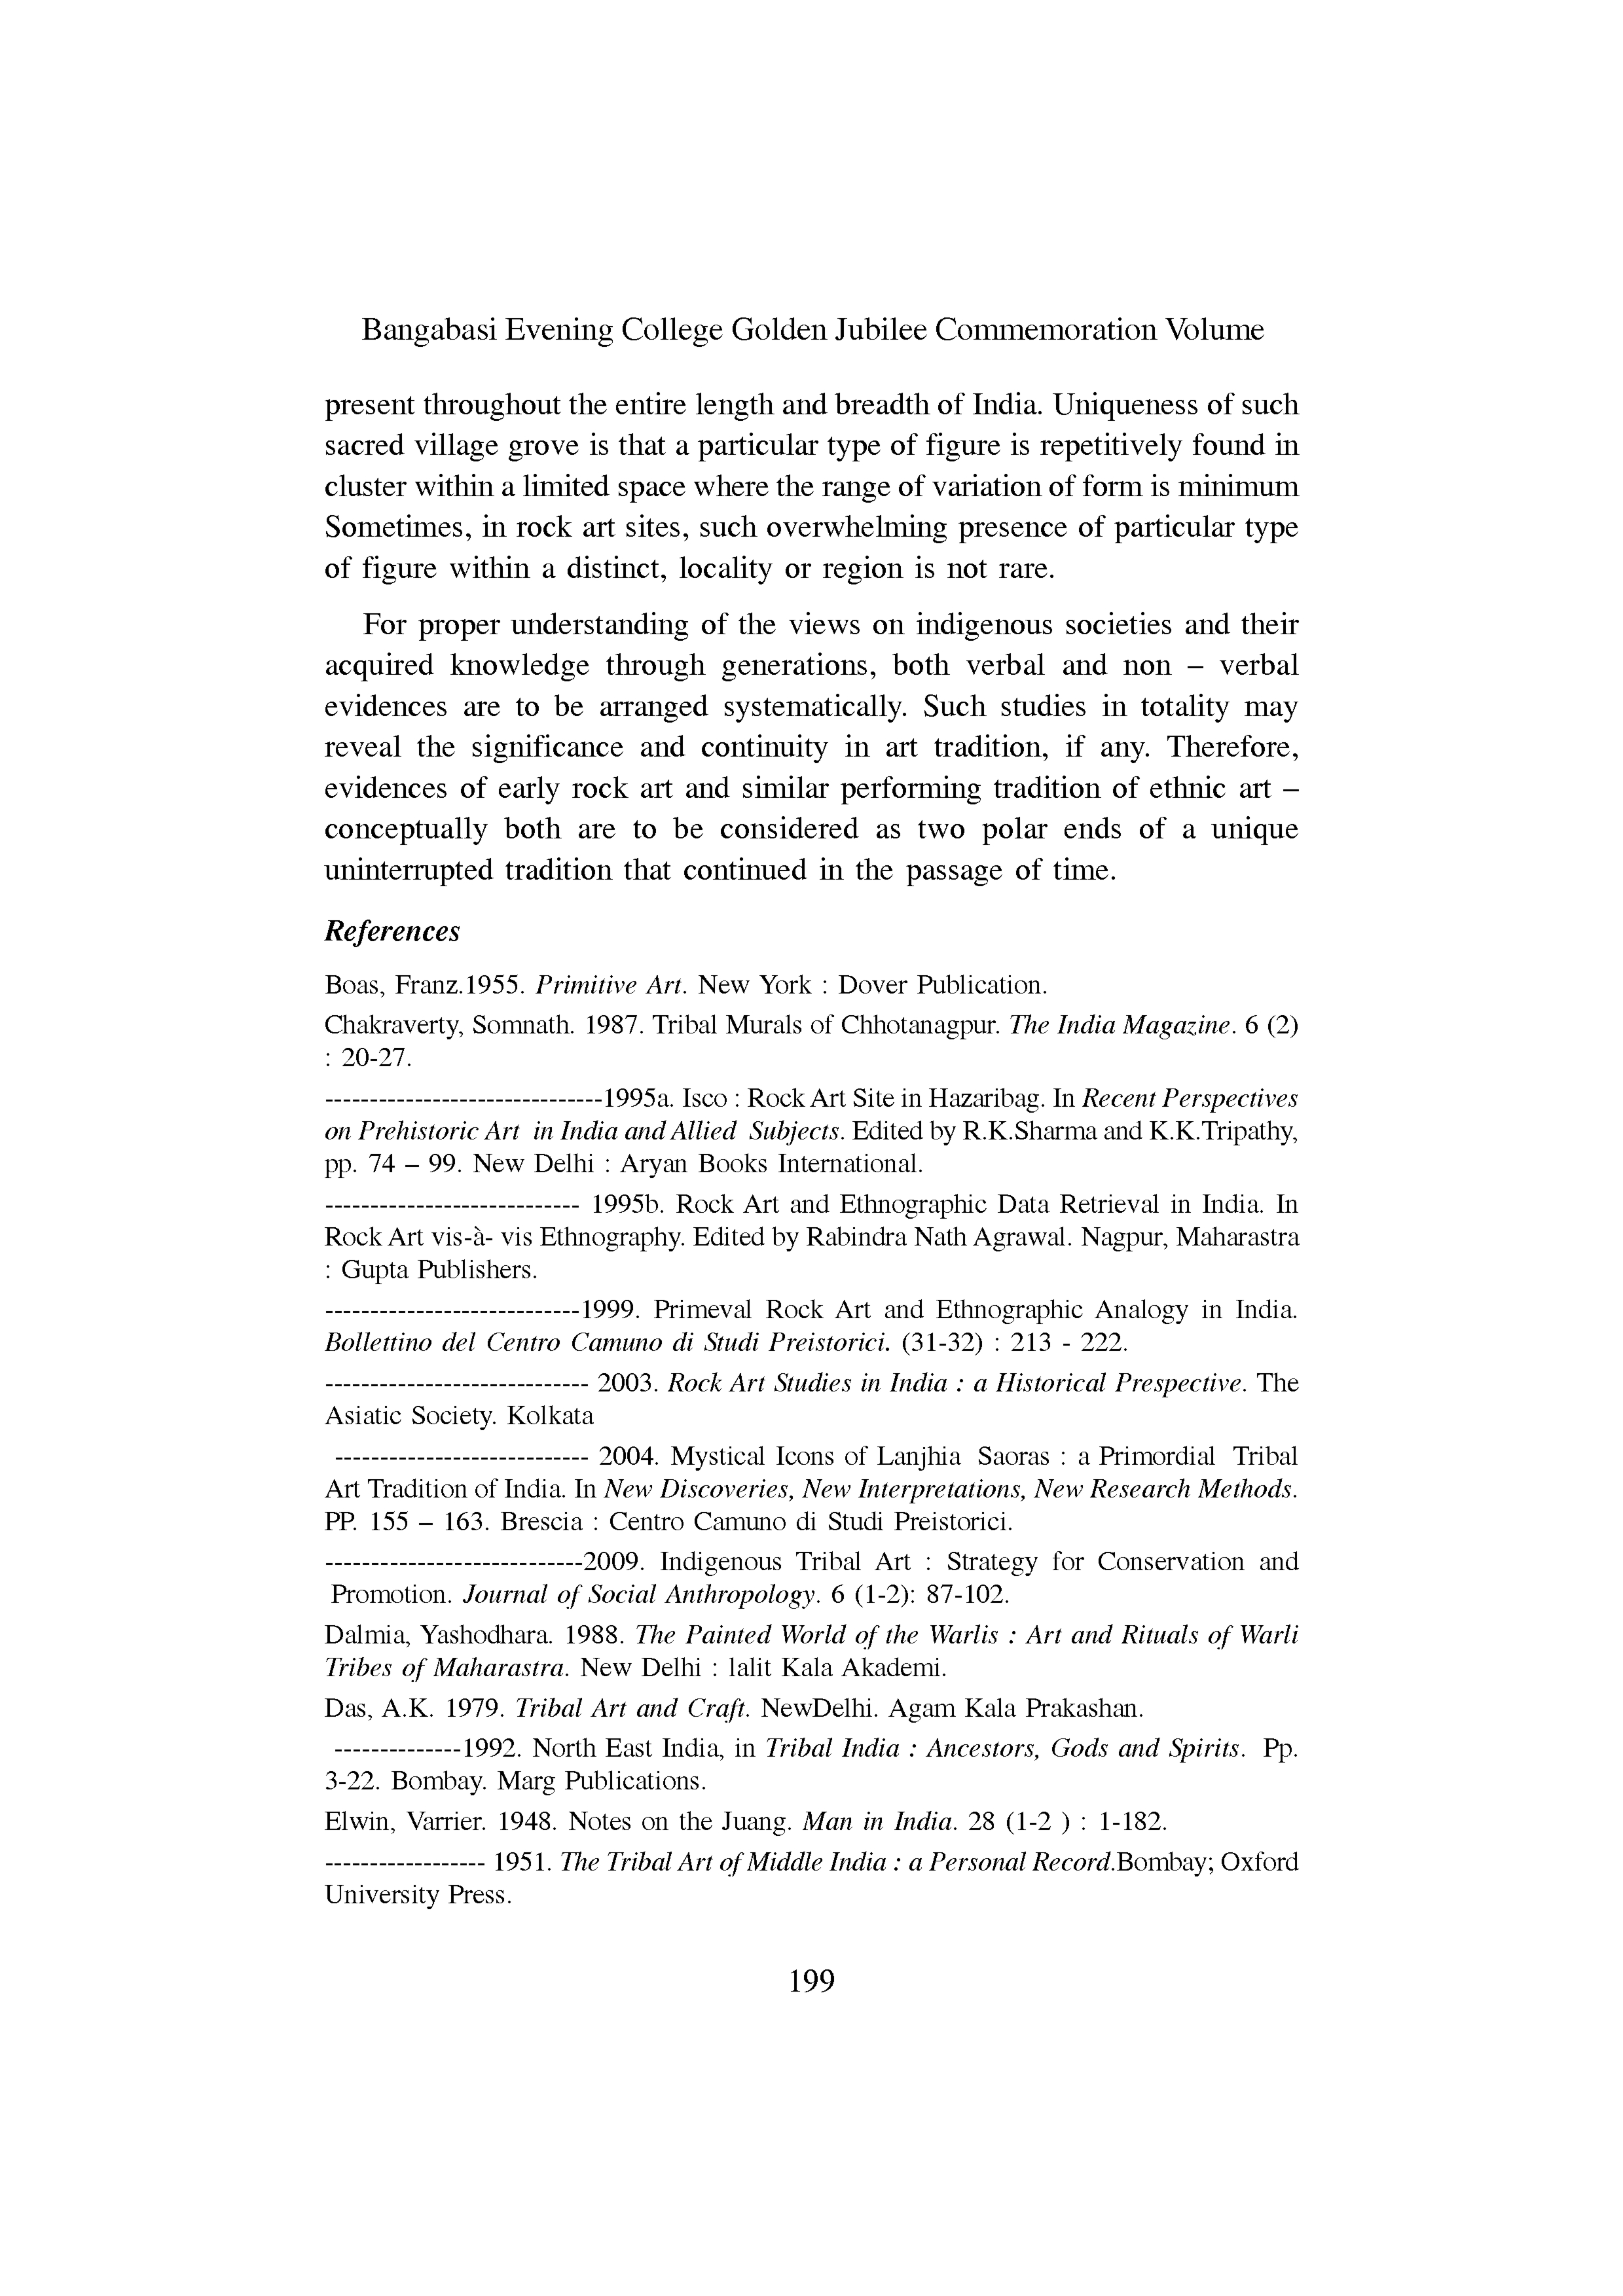 Bangabasi Evening College Golden Jubilee Commemoration Volume
present throughout the entire length and breadth of India. Uniqueness of such
sacred village grove is that a particular type of figure is repetitively found in
cluster within a limited space where the range of variation of form is minimum
Sometimes, in rock art sites, such overwhelming presence of particular type
of figure within a distinct, locality or region is not rare.
For proper understanding of the views on indigenous societies and their
acquired knowledge through generations, both verbal and non – verbal
evidences are to be arranged systematically. Such studies in totality may
reveal the significance and continuity in art tradition, if any. Therefore,
evidences of early rock art and similar performing tradition of ethnic art –
conceptually both are to be considered as two polar ends of a unique
uninterrupted tradition that continued in the passage of time.
References
Boas, Franz.1955. Primitive Art. New York : Dover Publication.
Chakraverty, Somnath. 1987. Tribal Murals of Chhotanagpur. The India Magazine. 6 (2)
: 20-27.
-------------------------------1995a. Isco : Rock Art Site in Hazaribag. In Recent Perspectives
on Prehistoric Art in India and Allied Subjects. Edited by R.K.Sharma and K.K.Tripathy,
pp. 74 – 99. New Delhi : Aryan Books International.
---------------------------- 1995b. Rock Art and Ethnographic Data Retrieval in India. In
Rock Art vis-à- vis Ethnography. Edited by Rabindra Nath Agrawal. Nagpur, Maharastra
: Gupta Publishers.
----------------------------1999. Primeval Rock Art and Ethnographic Analogy in India.
Bollettino del Centro Camuno di Studi Preistorici. (31-32) : 213 - 222.
----------------------------- 2003. Rock Art Studies in India : a Historical Prespective. The
Asiatic Society. Kolkata
---------------------------- 2004. Mystical Icons of Lanjhia Saoras : a Primordial Tribal
Art Tradition of India. In New Discoveries, New Interpretations, New Research Methods.
PP. 155 – 163. Brescia : Centro Camuno di Studi Preistorici.
-----------------------------2009. Indigenous Tribal Art : Strategy for Conservation and
Promotion. Journal of Social Anthropology. 6 (1-2): 87-102.
Dalmia, Yashodhara. 1988. The Painted World of the Warlis : Art and Rituals of Warli
Tribes of Maharastra. New Delhi : lalit Kala Akademi.
Das, A.K. 1979. Tribal Art and Craft. NewDelhi. Agam Kala Prakashan.
--------------1992. North East India, in Tribal India : Ancestors, Gods and Spirits. Pp.
3-22. Bombay. Marg Publications.
Elwin, Varrier. 1948. Notes on the Juang. Man in India. 28 (1-2 ) : 1-182.
------------------ 1951. The Tribal Art of Middle India : a Personal Record.Bombay; Oxford
University Press.
199